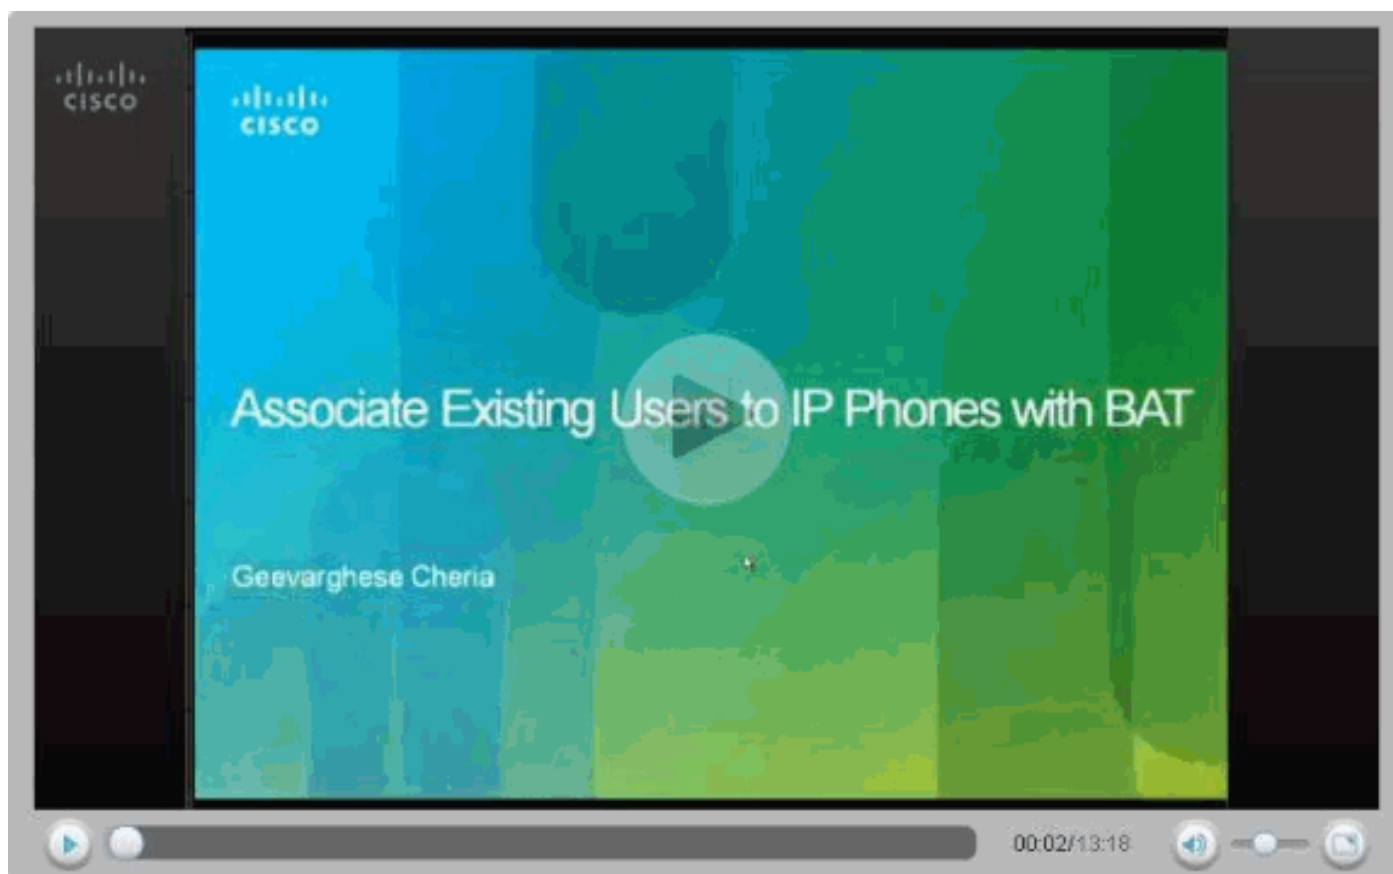 CISCO
CISCO
Associate Existing Users to IP Phones with BAT
Geevarghese Cheria
00:02/13:18